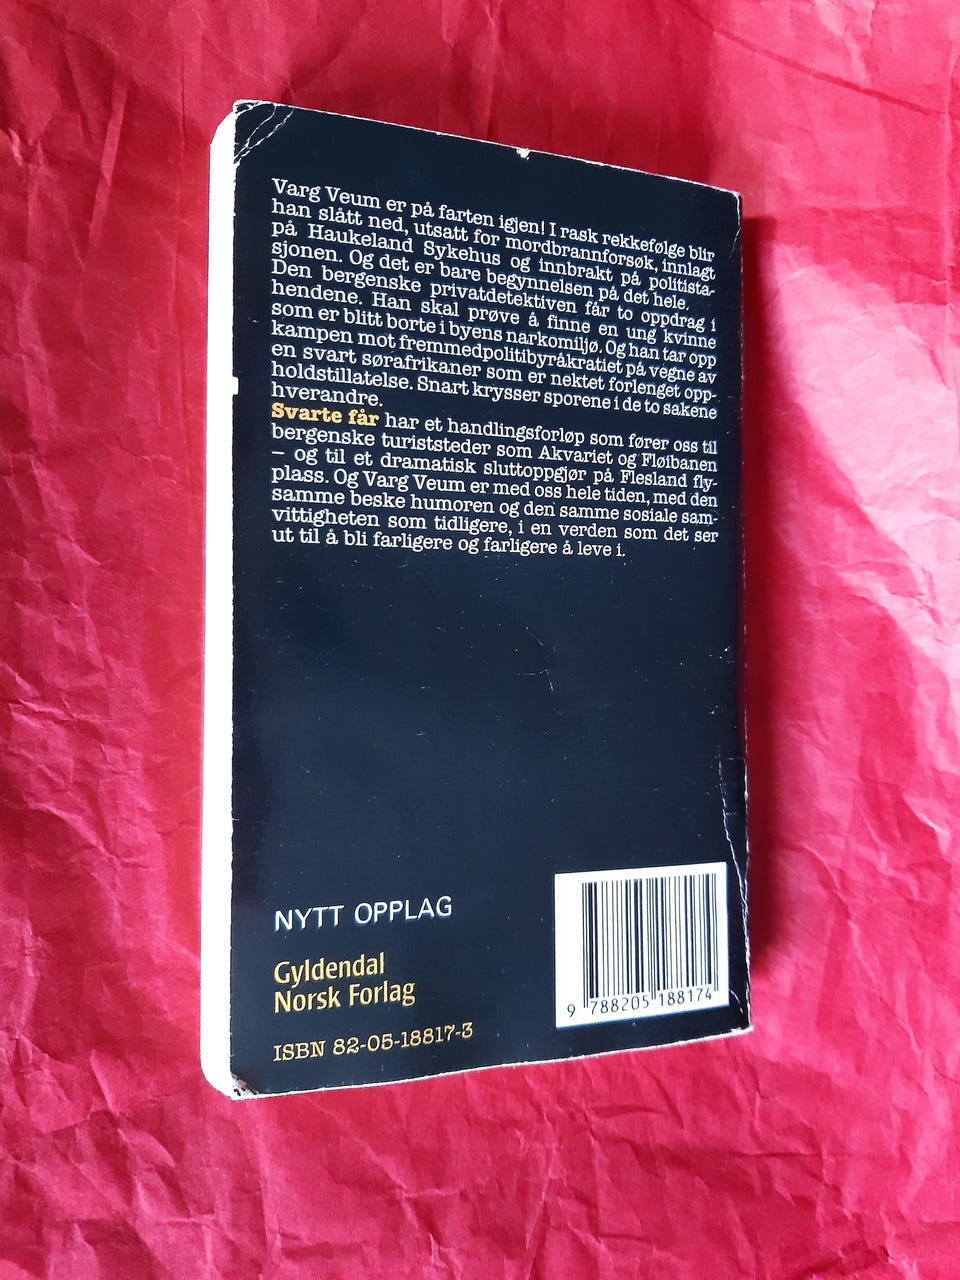 Varg Veum er på farten igjen! I rask rekkefølge blir
han slått ned, utsatt for mordbrannforsøk, innlagt
på Haukeland Sykehus og innbrakt på politista-
sjonen. Og det er bare begynnelsen på det hele.
Den bergenske privatdetektiven får to oppdrag i
hendene. Han skal prøve å finne en ung kvinne
som er blitt borte i byens narkomiljø. Og han tar opp
kampen mot fremmedpolitibyråkratiet på vegne av
en svart sørafrikaner som er nektet forlenget opp-
holdstillatelse. Snart krysser sporene i de to sakene
hverandre.
Svarte får har et handlingsforløp som fører oss til
bergenske turiststeder som Akvariet og Fløibanen
– og til et dramatisk sluttoppgjør på Flesland fly-
plass. Og Varg Veum er med oss hele tiden, med den
samme beske humoren og den samme sosiale sam-
vittigheten som tidligere, i en verden som det ser
ut til å bli farligere og farligere å leve i.
NYTT OPPLAG
Gyldendal
Norsk Forlag
ISBN 82-05-18817-3
9 788205 188174